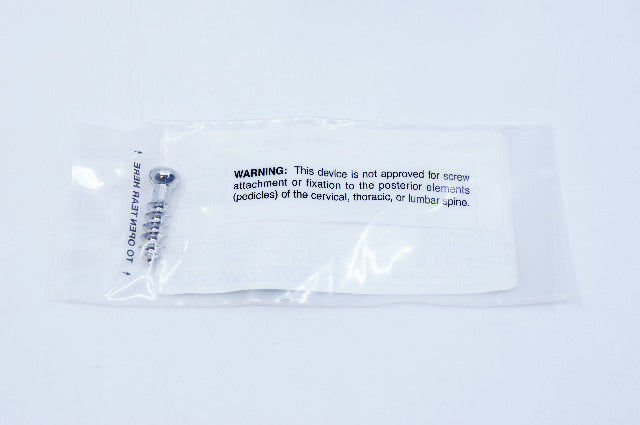 WARNING: This device is not approved for screw
attachment or fixation to the posterior elements
(pedicles) of the cervical, thoracic, or lumbar spine.
TO OPEN TEAR HERE